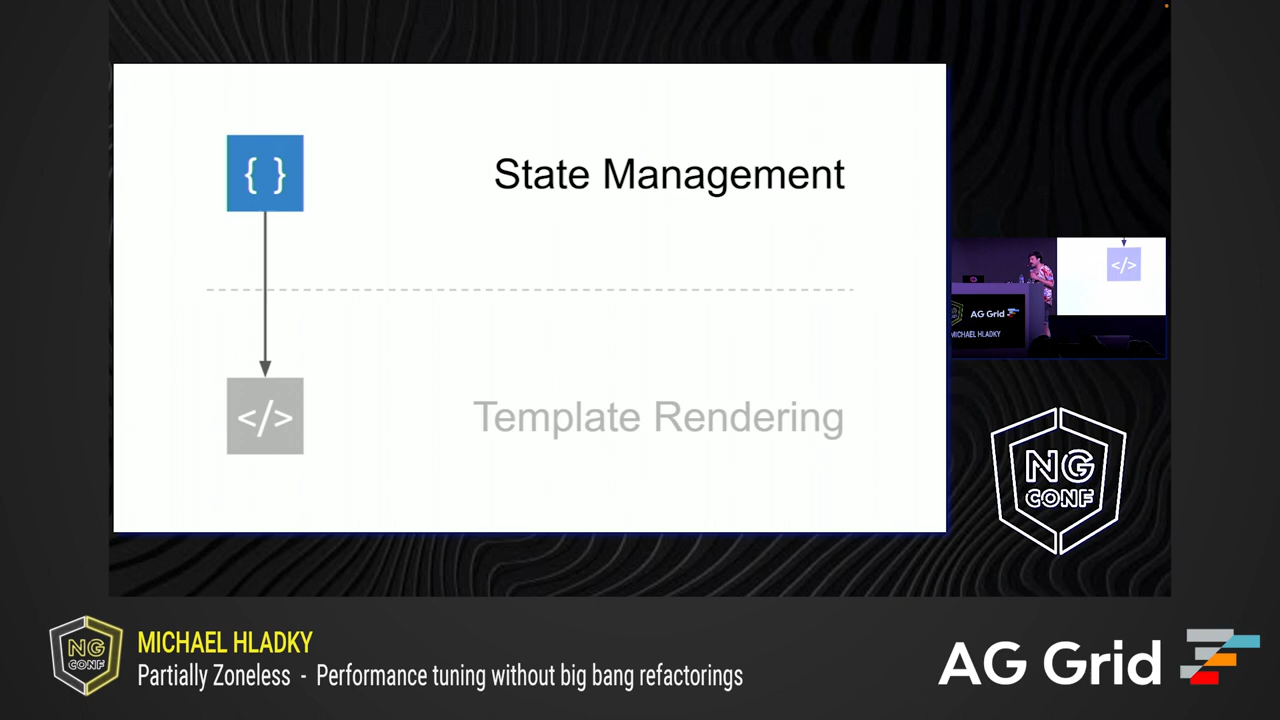 { }
State Management
</>
Template Rendering
</>
AG Grid
MICHAEL HLADKY
NG
CONF
NG
CONF
MICHAEL HLADKY
Partially Zoneless - Performance tuning without big bang refactorings
AG Grid